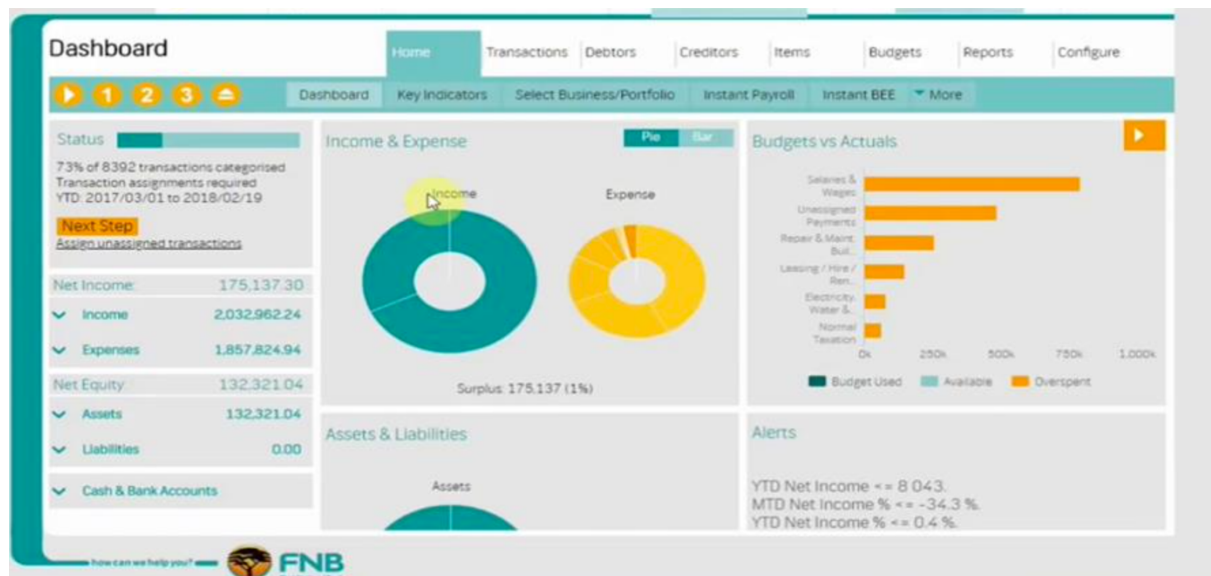 Dashboard
Home Transactions Debtors Creditors Items Budgets Reports Configure
1 2 3
Dashboard Key Indicators Select Business/Portfolio Instant Payroll Instant BEE More
Status
73% of 8392 transactions categorised
Transaction assignments required
YTD: 2017/03/01 to 2018/02/19
Next Step
Assign unassigned transactions
Net Income: 175,137.30
Income 2,032,962.24
Expenses 1,857,824.94
Net Equity 132,321.04
Assets 132,321.04
Liabilities 0.00
Cash & Bank Accounts
Income & Expense
Pie Bar
Income Expense
Surplus: 175,137 (1%)
Budgets vs Actuals
Salaries &
Wages
Unassigned
Payments
Repair & Maint.
Buil...
Leasing / Hire /
Ren...
Electricity,
Water &...
Normal
Taxation
0k 250k 500k 750k 1,000k
Budget Used Available Overspent
Assets & Liabilities
Assets
Alerts
YTD Net Income <= 8 043.
MTD Net Income % <= -34.3 %.
YTD Net Income % <= 0.4 %.
how can we help you?
FNB